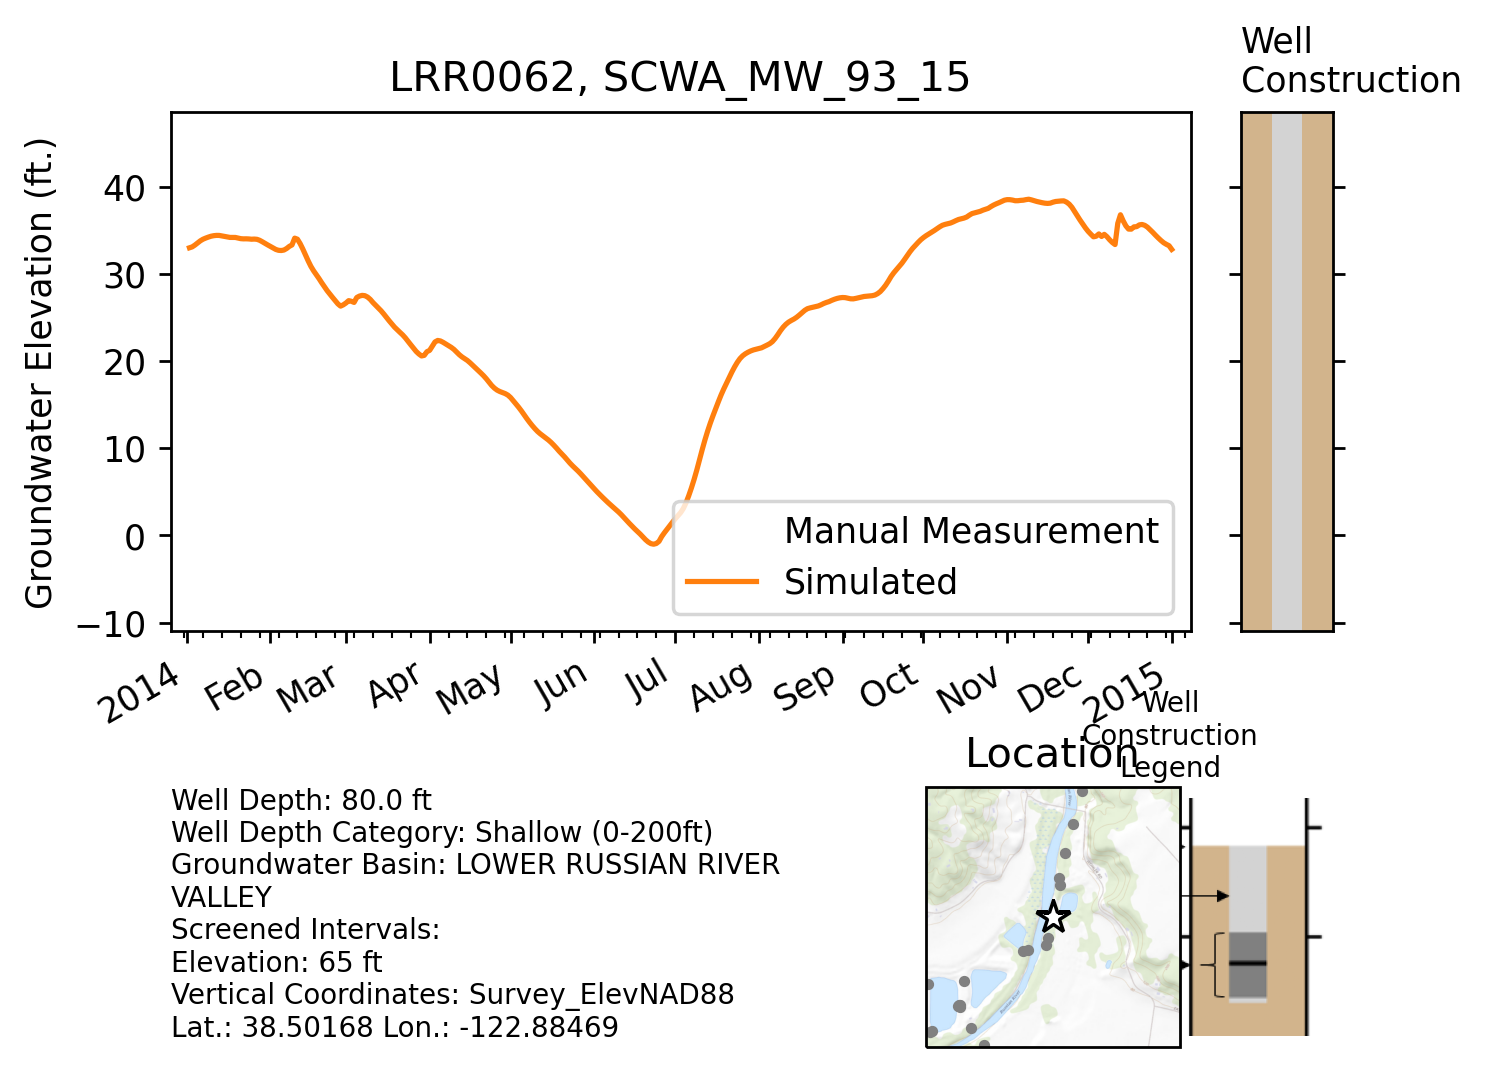 Well
Construction
LRR0062, SCWA_MW_93_15
Groundwater Elevation (ft.)
40
30
20
10
0
−10
Manual Measurement
Simulated
2014
Feb
Mar
Apr
May
Jun
Jul
Aug
Sep
Oct
Nov
Dec
2015
Well
Construction
Legend
Location
Well Depth: 80.0 ft
Well Depth Category: Shallow (0-200ft)
Groundwater Basin: LOWER RUSSIAN RIVER
VALLEY
Screened Intervals:
Elevation: 65 ft
Vertical Coordinates: Survey_ElevNAD88
Lat.: 38.50168 Lon.: -122.88469